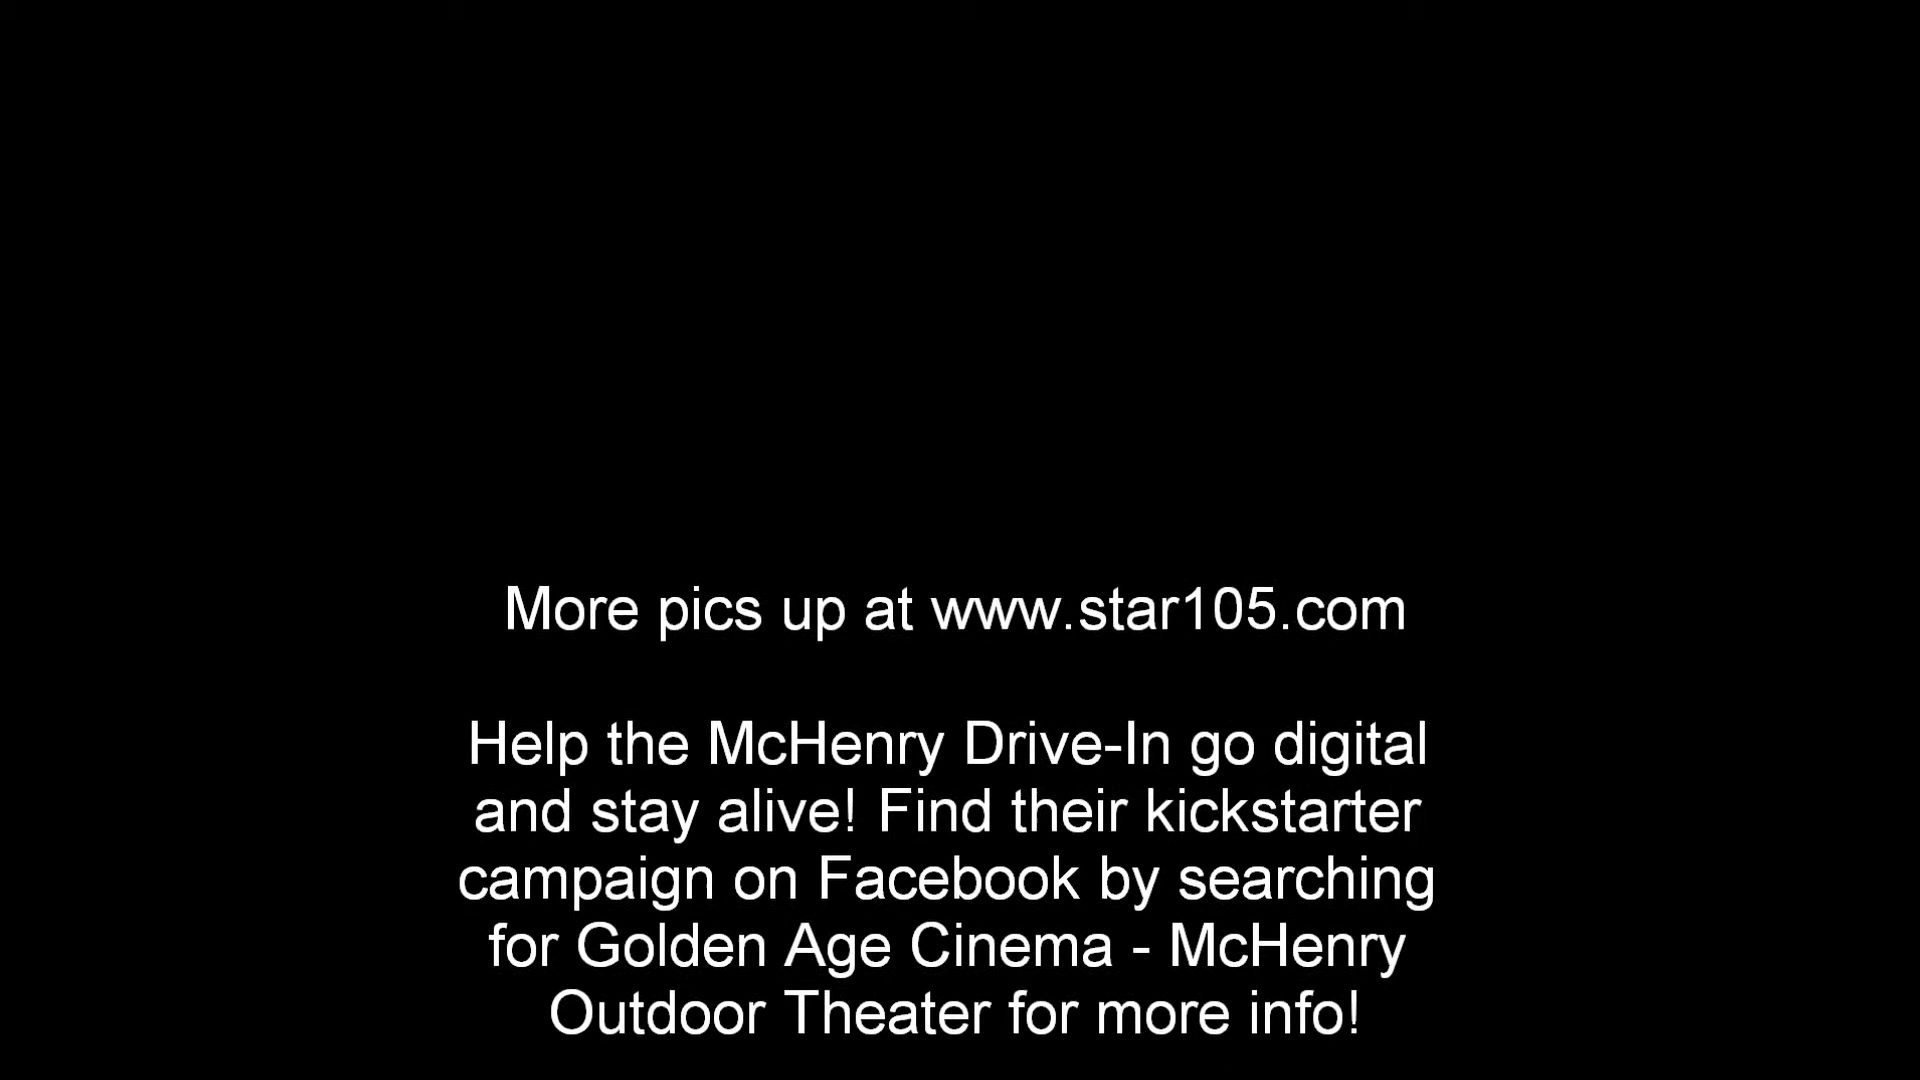 More pics up at www.star105.com
Help the McHenry Drive-In go digital
and stay alive! Find their kickstarter
campaign on Facebook by searching
for Golden Age Cinema - McHenry
Outdoor Theater for more info!